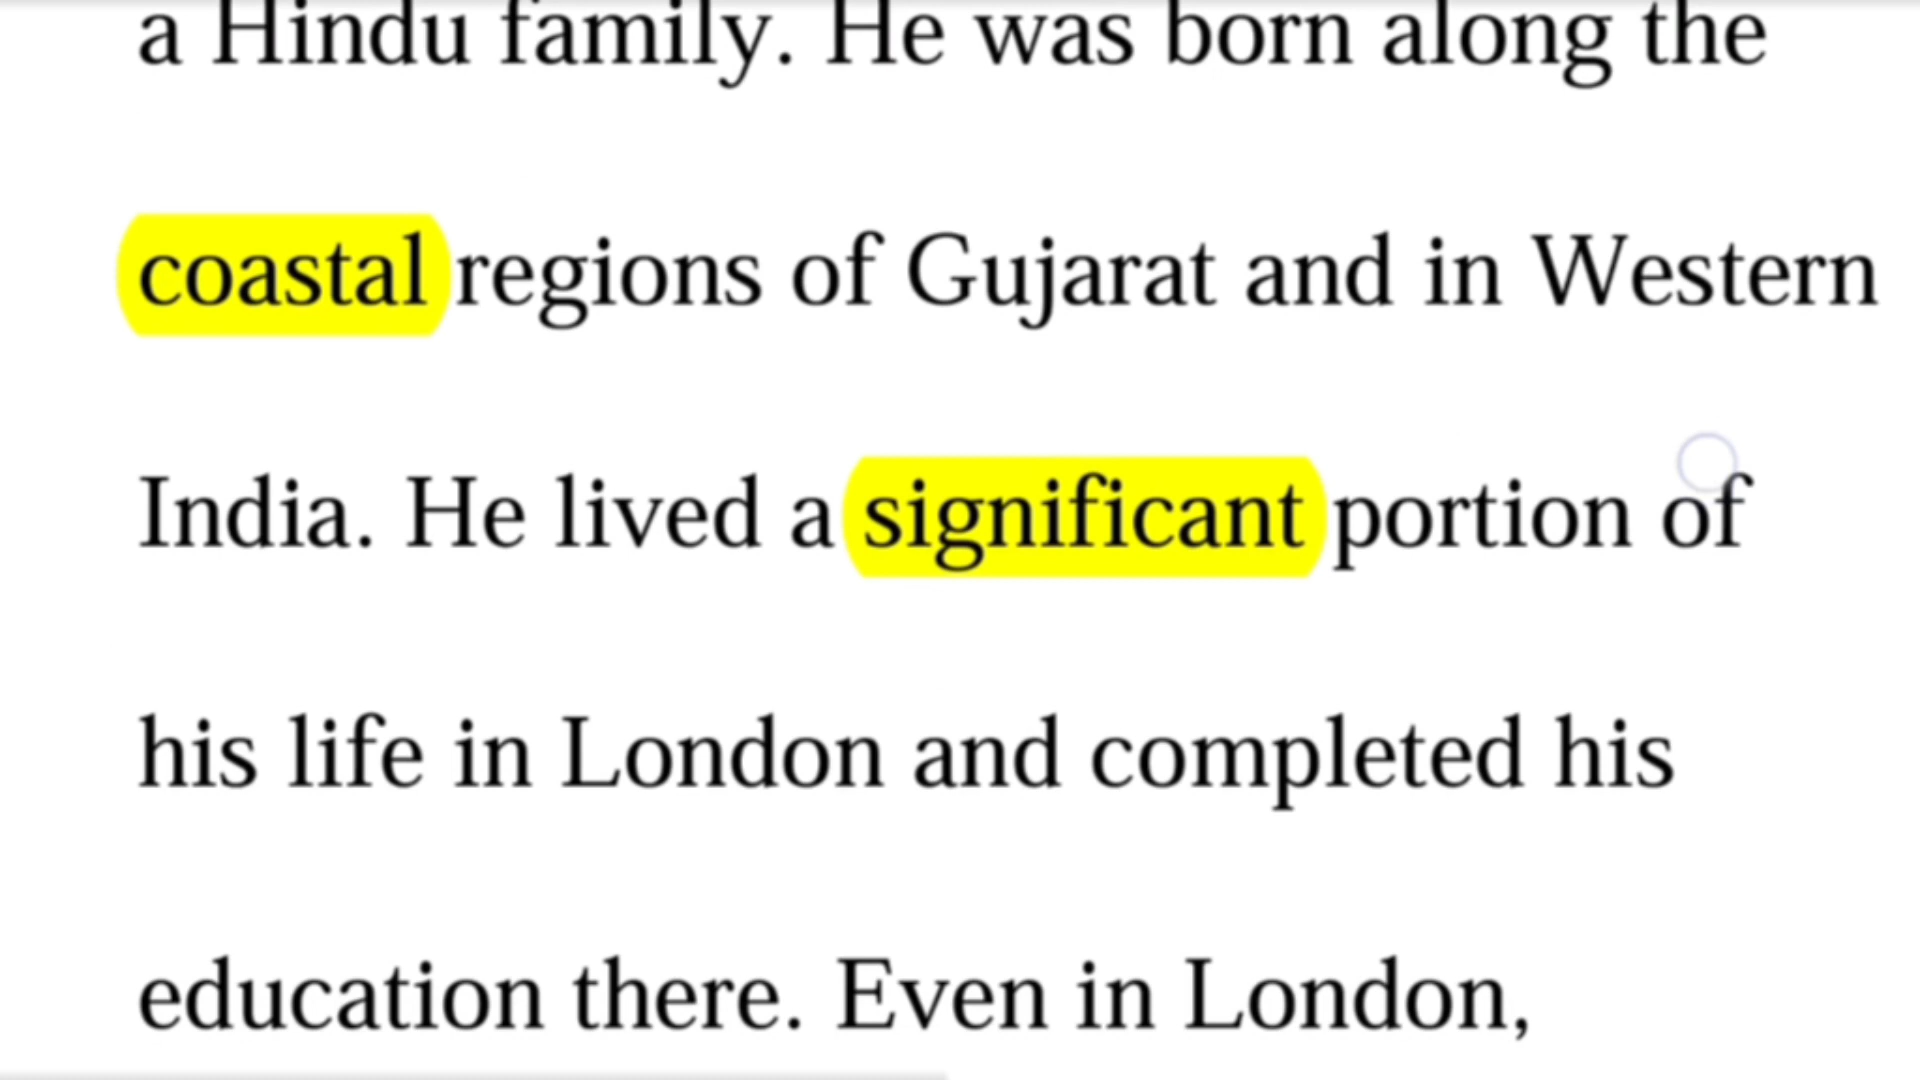 a Hindu family. He was born along the
coastal regions of Gujarat and in Western
India. He lived a significant portion of
his life in London and completed his
education there. Even in London,